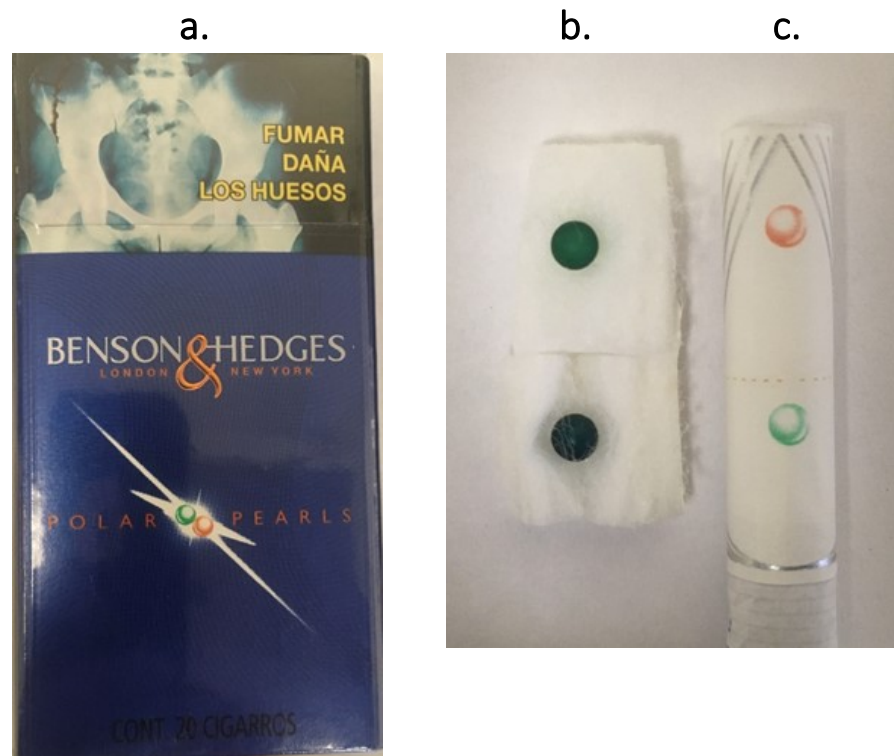 a.
b.
c.
FUMAR
DAÑA
LOS HUESOS
BENSON & HEDGES
LONDON NEW YORK
POLAR PEARLS
CONT. 20 CIGARROS